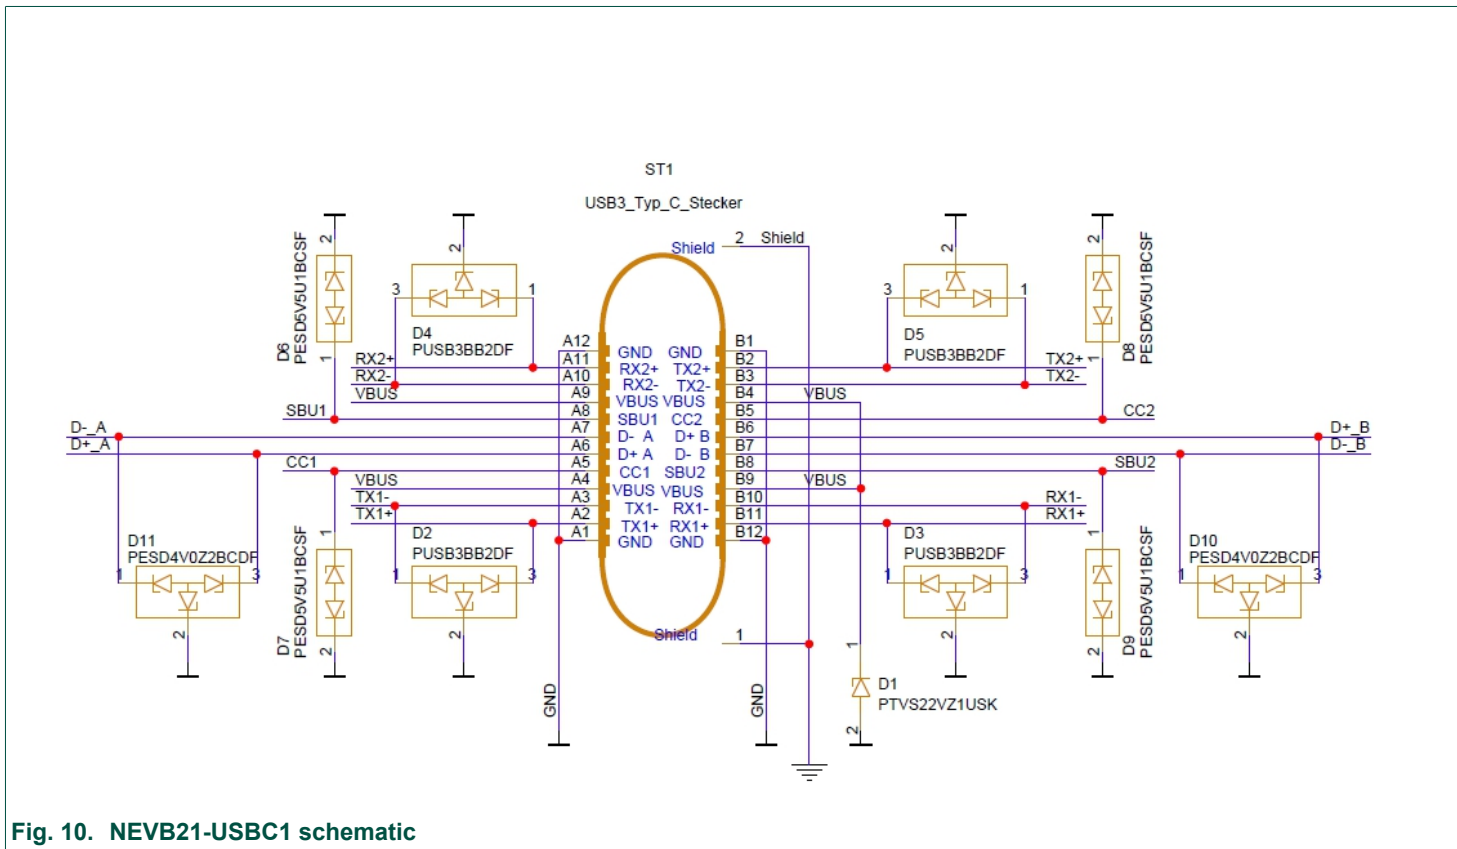 ST1
USB3_Typ_C_Stecker
2 Shield
Shield
2
PESD5V5U1BCSF
D6
1
2
3 1
D4
PUSB3BB2DF
2
3 1
D5
PUSB3BB2DF
2
PESD5V5U1BCSF
D8
1
A12 GND GND B1
RX2+ A11 RX2+ TX2+ B2 TX2+
RX2- A10 RX2- TX2- B3 TX2-
VBUS A9 VBUS VBUS B4 VBUS
SBU1 A8 SBU1 CC2 B5 CC2
D-_A A7 D- A D+ B B6 D+_B
D+_A A6 D+ A D- B B7 D-_B
CC1 A5 CC1 SBU2 B8 SBU2
VBUS A4 VBUS VBUS B9 VBUS
TX1- A3 TX1- RX1- B10 RX1-
TX1+ A2 TX1+ RX1+ B11 RX1+
A1 GND GND B12
D11
PESD4V0Z2BCDF
1 3
2
1
PESD5V5U1BCSF
D7
2
D2
PUSB3BB2DF
1 3
2
D3
PUSB3BB2DF
1 3
2
1
PESD5V5U1BCSF
D9
2
D10
PESD4V0Z2BCDF
1 3
2
Shield
1
GND
GND
1
D1
PTVS22VZ1USK
2
Fig. 10. NEVB21-USBC1 schematic